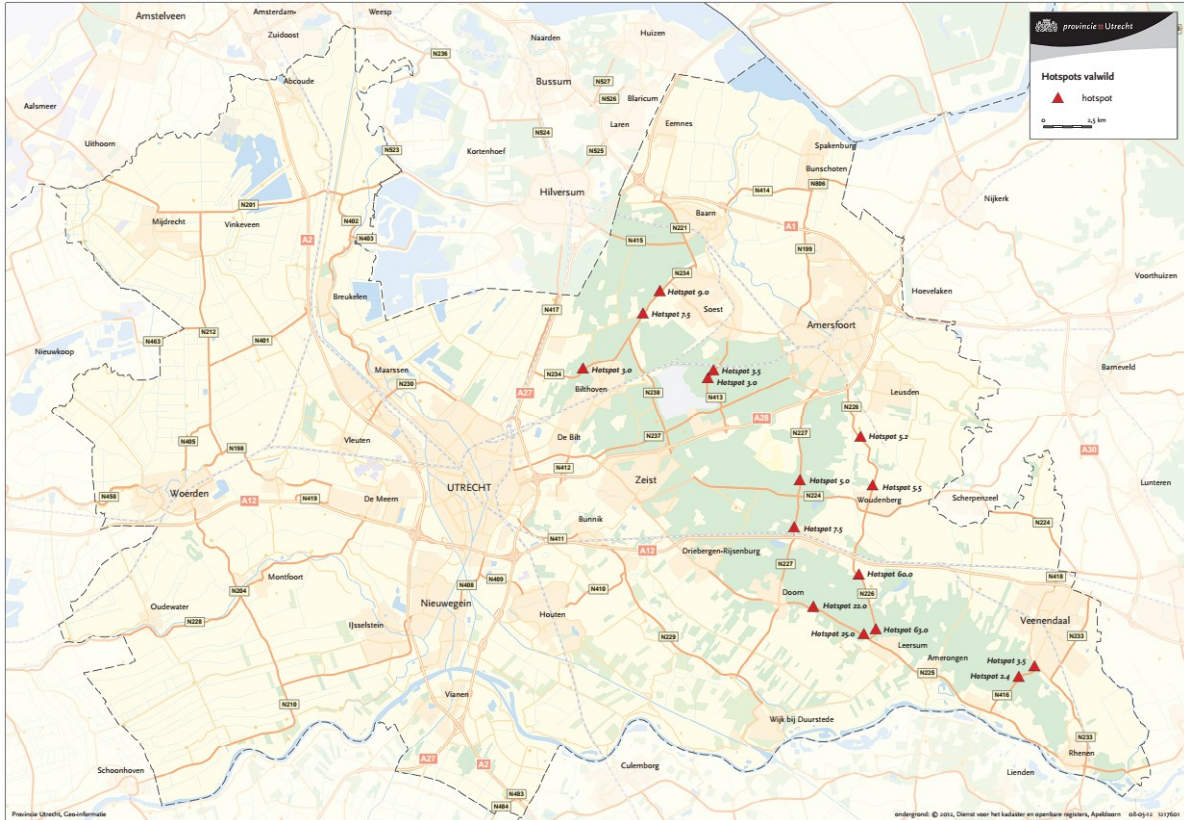 Amstelveen
Amsterdam-
Zuidoost
Weesp
Naarden
Huizen
N236
Abcoude
Bussum
N527
N526
Blaricum
Aalsmeer
Laren
Eemnes
Uithoorn
N524
N523
Kortenhoef
N525
Spakenburg
Bunschoten
Hilversum
N414
N806
Nijkerk
N201
Mijdrecht
Vinkeveen
N402
N403
A2
Baarn
N221
A1
N415
N199
N234
Voorthuizen
Hotspot 9.0
Breukelen
Hoevelaken
N417
Soest
Hotspot 7.5
Amersfoort
N212
N401
N463
Nieuwkoop
Maarssen
Hotspot 3.0
Hotspot 3.5
Barneveld
N234
N230
Bilthoven
Hotspot 3.0
A27
N238
N413
Leusden
N226
A28
N227
De Bilt
N237
Hotspot 5.2
N405
Vleuten
N198
A30
N412
Zeist
Hotspot 5.0
UTRECHT
Hotspot 5.5
Lunteren
Woerden
N458
A12
N419
De Meern
N224
Woudenberg
Scherpenzeel
Bunnik
N224
Hotspot 7.5
N411
A12
Driebergen-Rijsenburg
N227
Hotspot 60.0
N418
Montfoort
N204
N408
N409
N410
Doorn
N226
Oudewater
Nieuwegein
Hotspot 22.0
N228
IJsselstein
Houten
Veenendaal
Hotspot 63.0
Hotspot 25.0
N229
N233
Leersum
Amerongen
Hotspot 3.5
N225
Hotspot 2.4
Vianen
N416
N210
Wijk bij Duurstede
N233
Rhenen
A27
A2
Culemborg
Schoonhoven
Lienden
N483
N484
provincie Utrecht
Hotspots valwild
hotspot
0 2,5 km
Provincie Utrecht, Geo-informatie
ondergrond: © 2012, Dienst voor het kadaster en openbare registers, Apeldoorn 08-03-12 1217601